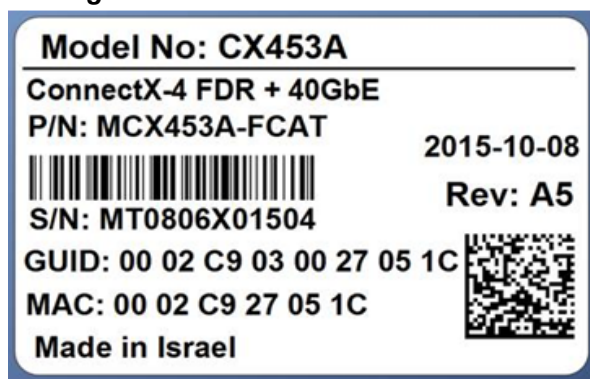 Model No: CX453A
ConnectX-4 FDR + 40GbE
P/N: MCX453A-FCAT
2015-10-08
Rev: A5
S/N: MT0806X01504
GUID: 00 02 C9 03 00 27 05 1C
MAC: 00 02 C9 27 05 1C
Made in Israel